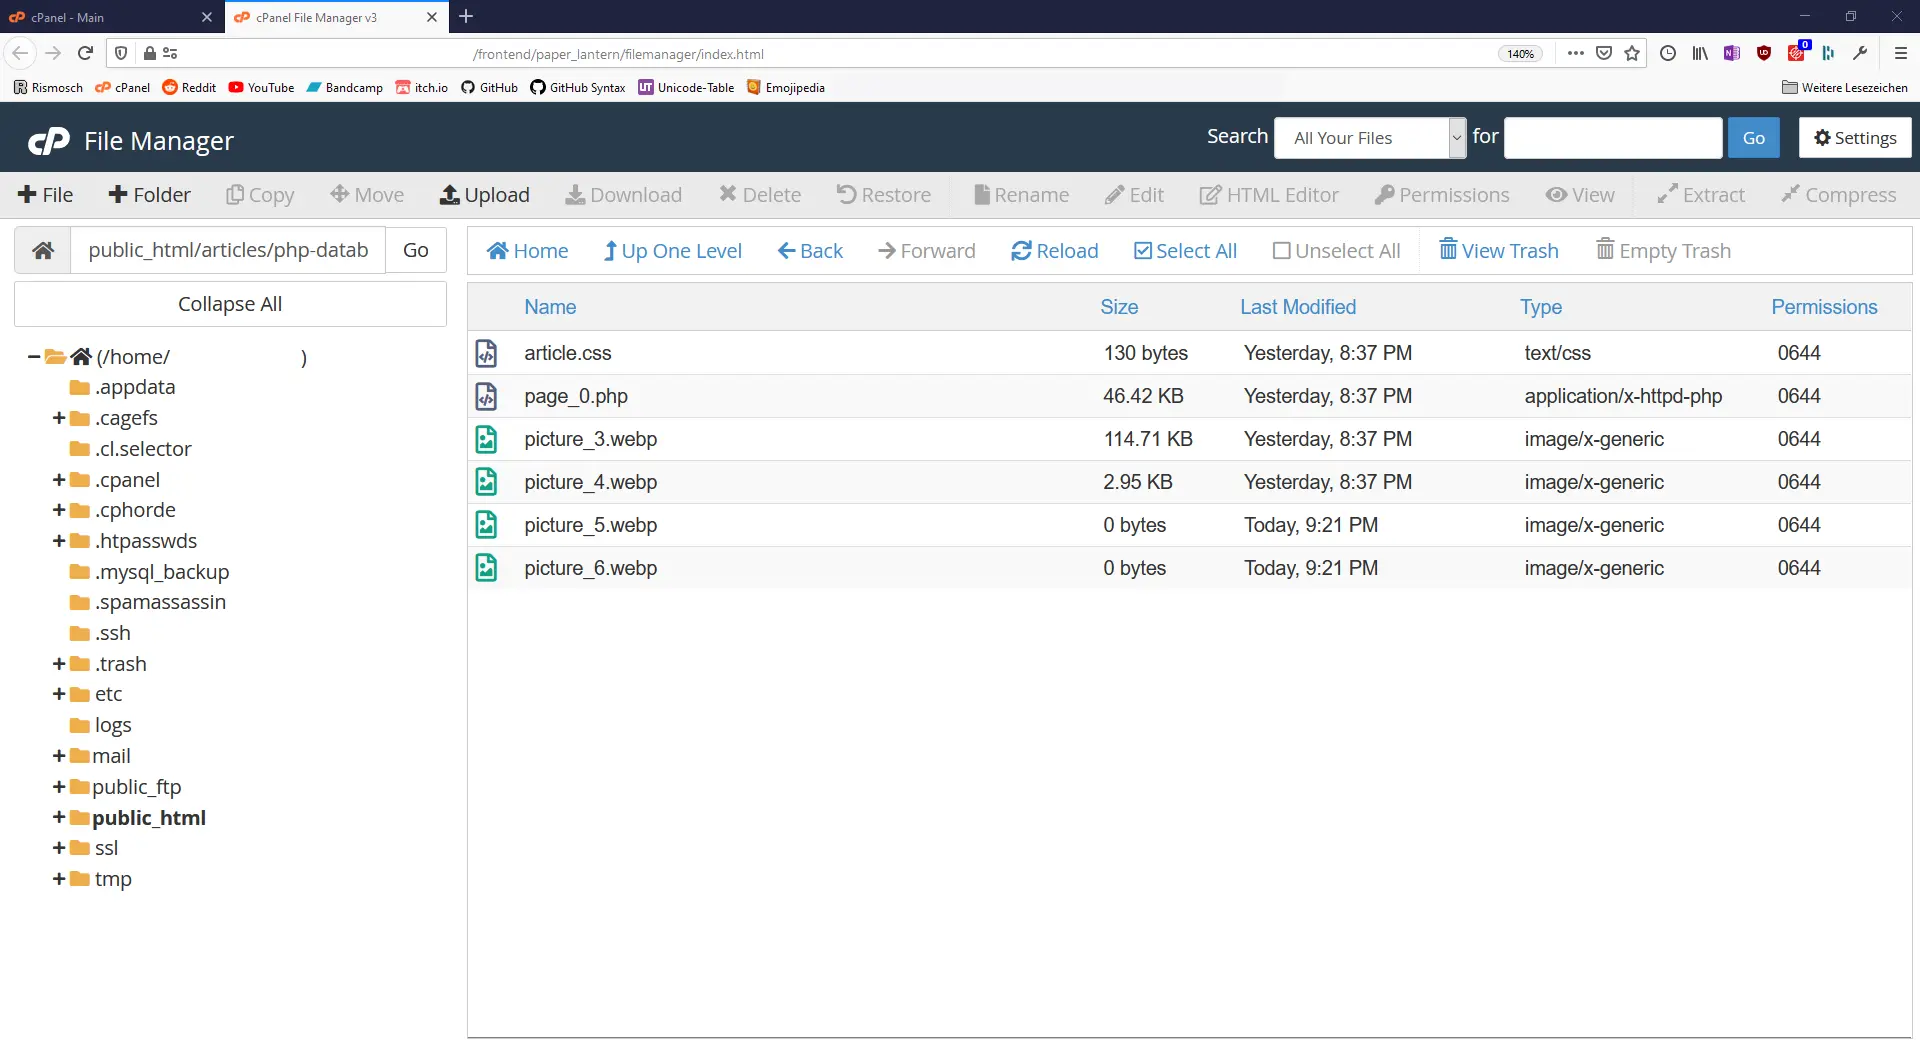 cPanel - Main
cPanel File Manager v3
/frontend/paper_lantern/filemanager/index.html
140%
0
Rismosch cPanel Reddit YouTube Bandcamp itch.io GitHub GitHub Syntax Unicode-Table Emojipedia Weitere Lesezeichen
cP File Manager Search All Your Files for Go Settings
File Folder Copy Move Upload Download Delete Restore Rename Edit HTML Editor Permissions View Extract Compress
public_html/articles/php-datab Go
Home Up One Level Back Forward Reload Select All Unselect All View Trash Empty Trash
Collapse All
(/home/ )
.appdata
.cagefs
.cl.selector
.cpanel
.cphorde
.htpasswds
.mysql_backup
.spamassassin
.ssh
.trash
etc
logs
mail
public_ftp
public_html
ssl
tmp
Name Size Last Modified Type Permissions
article.css 130 bytes Yesterday, 8:37 PM text/css 0644
page_0.php 46.42 KB Yesterday, 8:37 PM application/x-httpd-php 0644
picture_3.webp 114.71 KB Yesterday, 8:37 PM image/x-generic 0644
picture_4.webp 2.95 KB Yesterday, 8:37 PM image/x-generic 0644
picture_5.webp 0 bytes Today, 9:21 PM image/x-generic 0644
picture_6.webp 0 bytes Today, 9:21 PM image/x-generic 0644